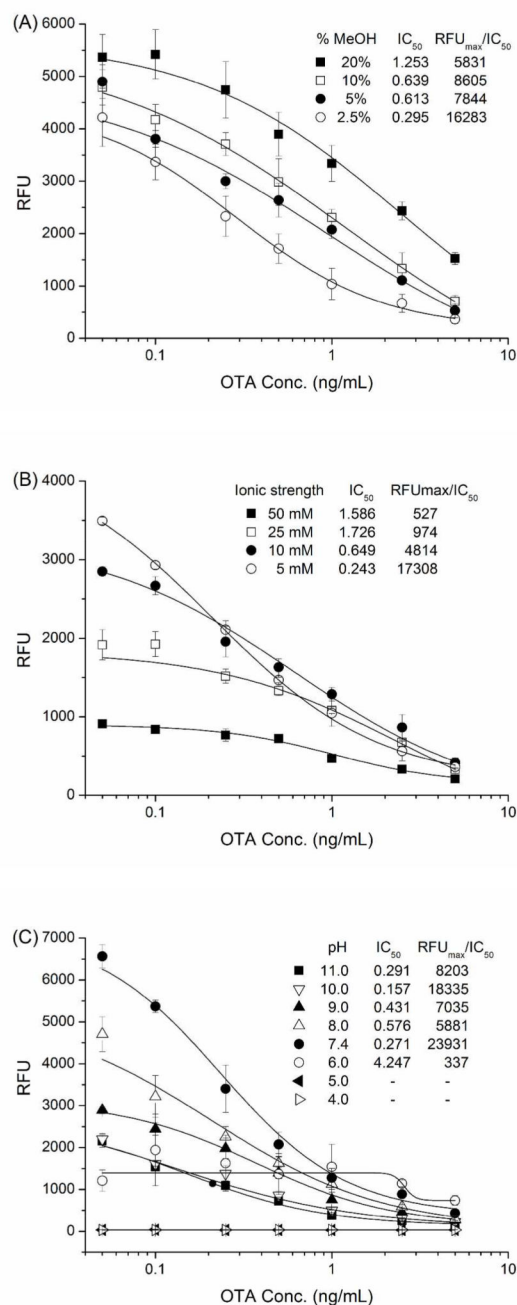 (A)
% MeOH IC50 RFUmax/IC50
20% 1.253 5831
10% 0.639 8605
5% 0.613 7844
2.5% 0.295 16283
6000
5000
4000
3000
2000
1000
0
RFU
0.1 1 10
OTA Conc. (ng/mL)
(B)
Ionic strength IC50 RFUmax/IC50
50 mM 1.586 527
25 mM 1.726 974
10 mM 0.649 4814
5 mM 0.243 17308
4000
3000
2000
1000
0
RFU
0.1 1 10
OTA Conc. (ng/mL)
(C)
pH IC50 RFUmax/IC50
11.0 0.291 8203
10.0 0.157 18335
9.0 0.431 7035
8.0 0.576 5881
7.4 0.271 23931
6.0 4.247 337
5.0 - -
4.0 - -
7000
6000
5000
4000
3000
2000
1000
0
RFU
0.1 1 10
OTA Conc. (ng/mL)